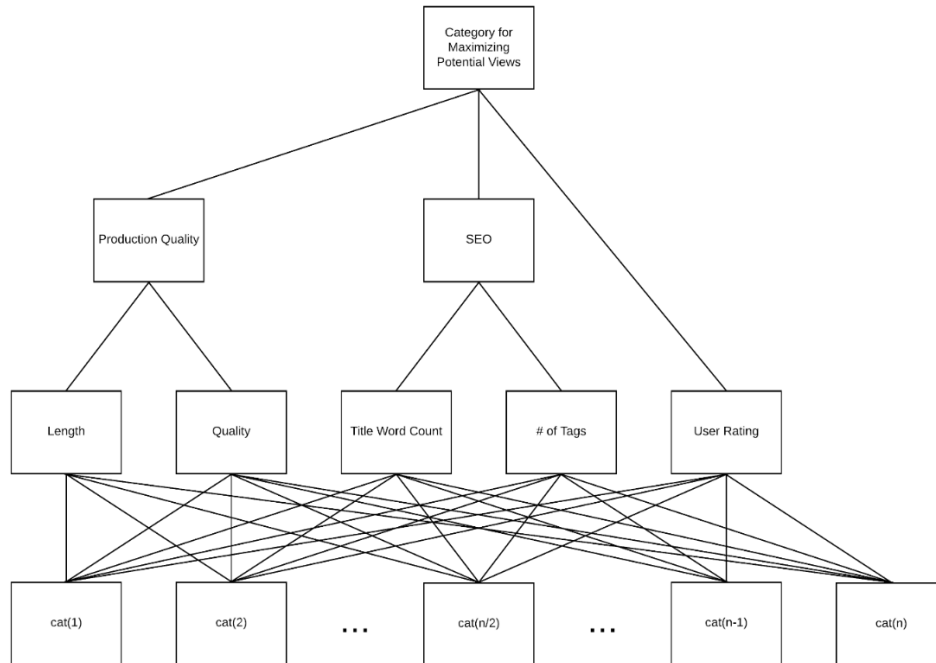 Category for
Maximizing
Potential Views
Production Quality
SEO
Length
Quality
Title Word Count
# of Tags
User Rating
cat(1)
cat(2)
...
cat(n/2)
...
cat(n-1)
cat(n)